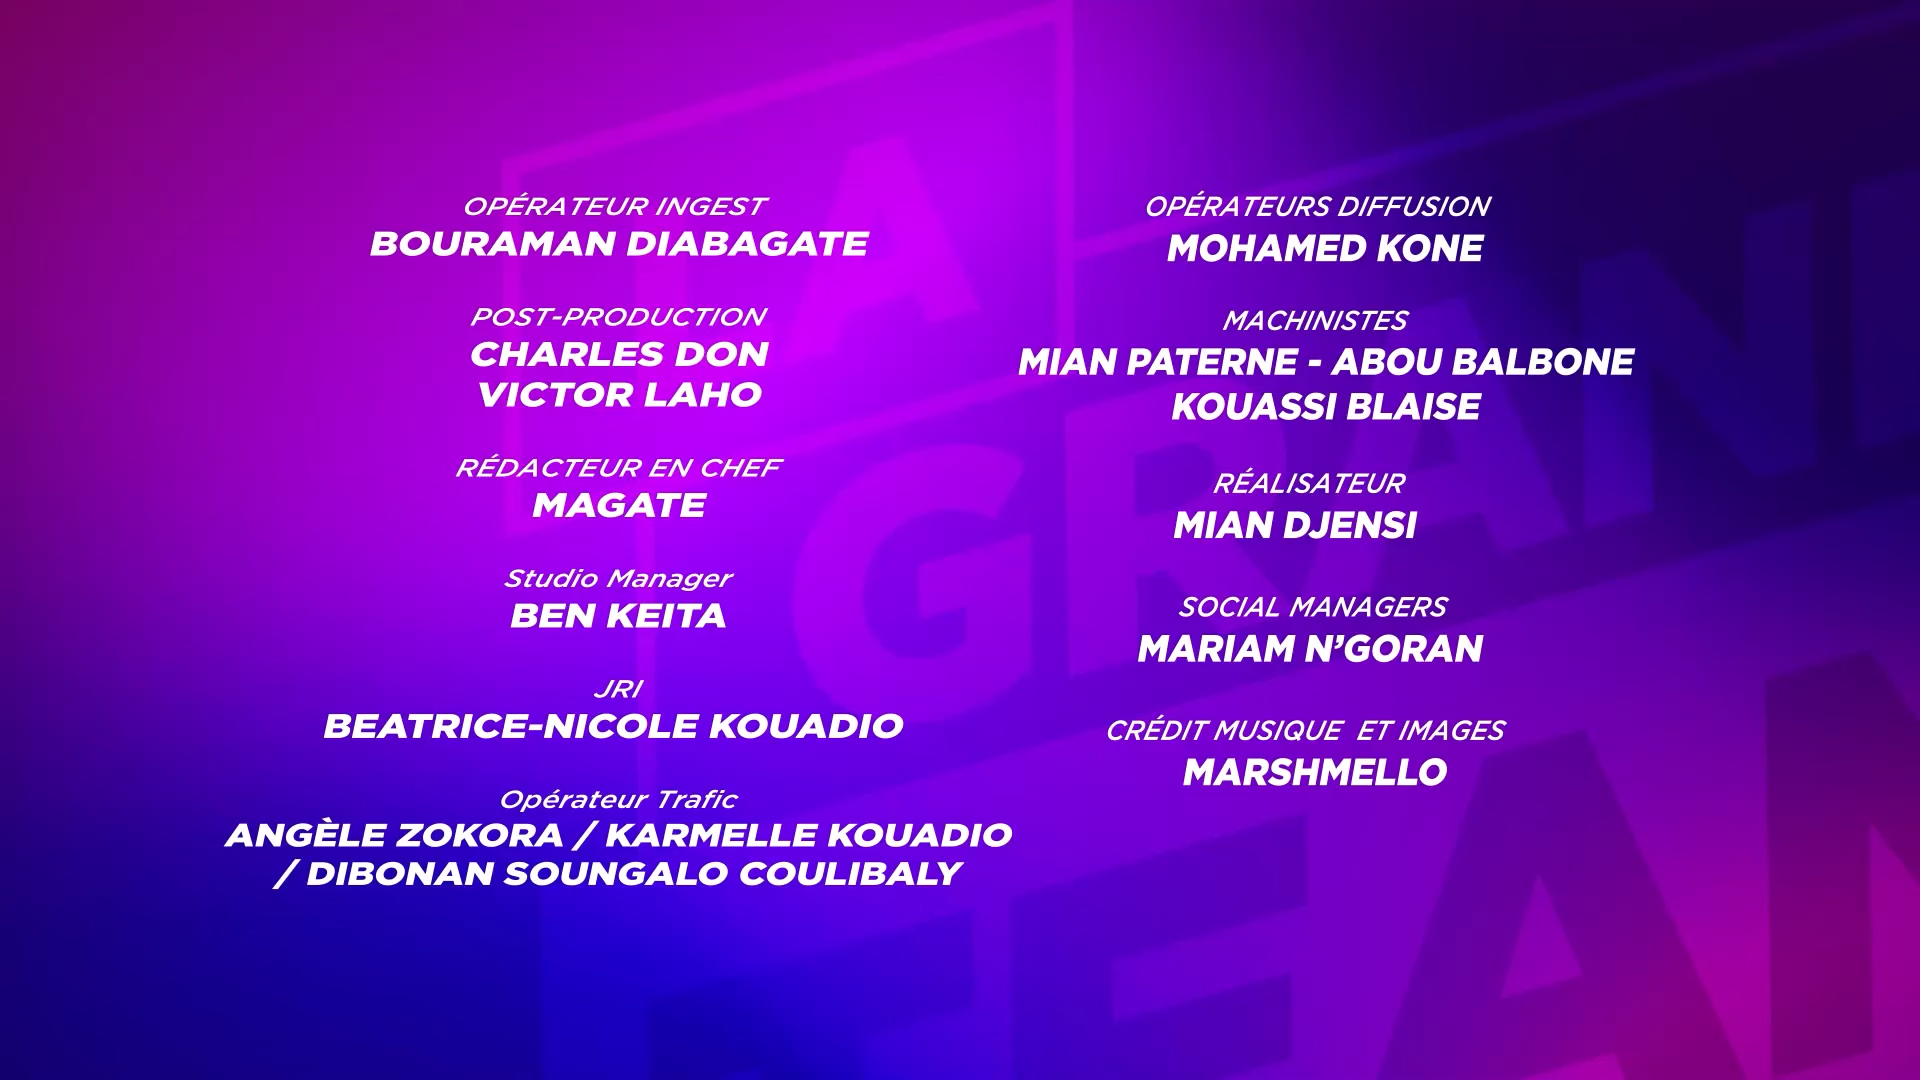 OPÉRATEUR INGEST
BOURAMAN DIABAGATE
POST-PRODUCTION
CHARLES DON
VICTOR LAHO
RÉDACTEUR EN CHEF
MAGATE
Studio Manager
BEN KEITA
JRI
BEATRICE-NICOLE KOUADIO
Opérateur Trafic
ANGÈLE ZOKORA / KARMELLE KOUADIO
/ DIBONAN SOUNGALO COULIBALY
OPÉRATEURS DIFFUSION
MOHAMED KONE
MACHINISTES
MIAN PATERNE - ABOU BALBONE
KOUASSI BLAISE
RÉALISATEUR
MIAN DJENSI
SOCIAL MANAGERS
MARIAM N’GORAN
CRÉDIT MUSIQUE  ET IMAGES
MARSHMELLO
LA
GRAND